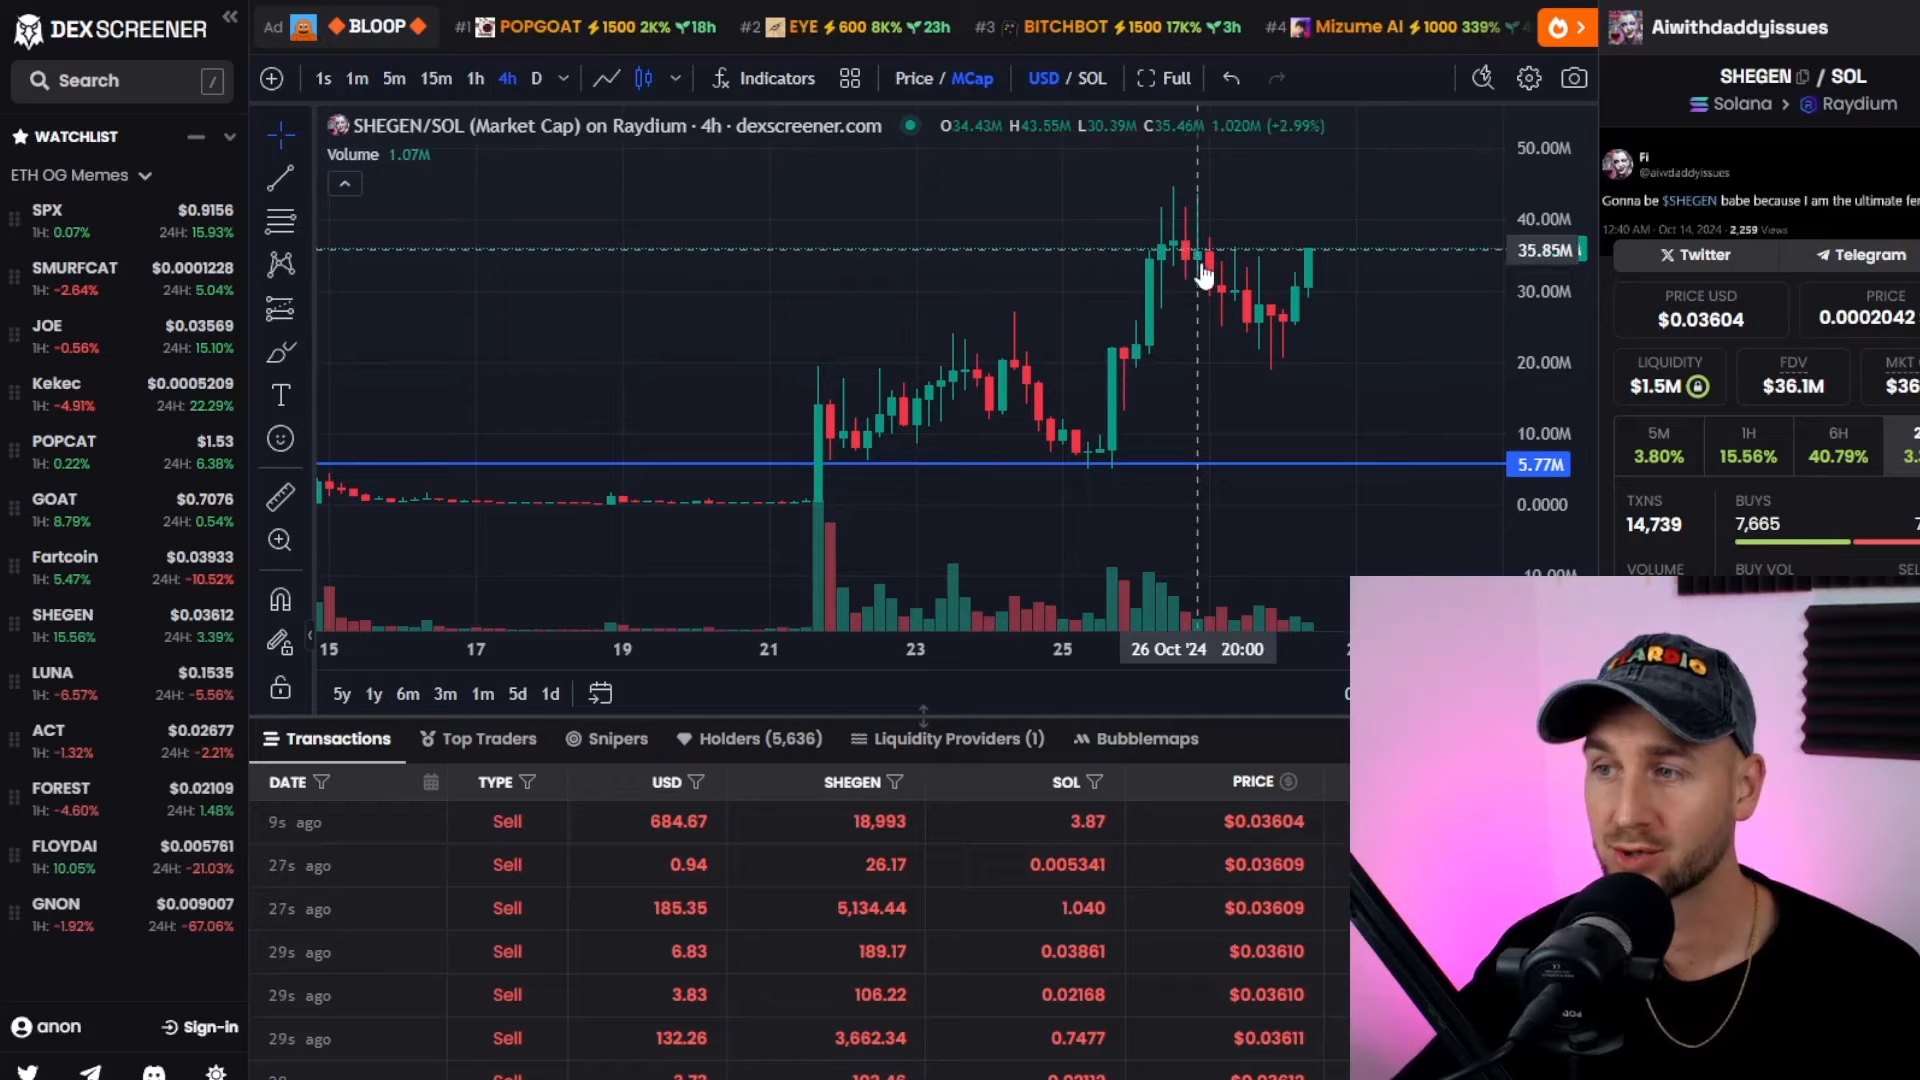 DEXSCREENER
Search /
WATCHLIST
ETH OG Memes
SPX $0.9156
1H: 0.07% 24H: 15.93%
SMURFCAT $0.0001228
1H: -2.64% 24H: 5.04%
JOE $0.03569
1H: -0.56% 24H: 15.10%
Kekec $0.0005209
1H: -4.91% 24H: 22.29%
POPCAT $1.53
1H: 0.22% 24H: 6.38%
GOAT $0.7076
1H: 8.79% 24H: 0.54%
Fartcoin $0.03933
1H: 5.47% 24H: -10.52%
SHEGEN $0.03612
1H: 15.56% 24H: 3.39%
LUNA $0.1535
1H: -6.57% 24H: -5.56%
ACT $0.02677
1H: -1.32% 24H: -2.21%
FOREST $0.02109
1H: -4.60% 24H: 1.48%
FLOYDAI $0.005761
1H: 10.05% 24H: -21.03%
GNON $0.009007
1H: -1.92% 24H: -67.06%
anon Sign-in
Ad BLOOP #1 POPGOAT 1500 2K% 18h #2 EYE 600 8K% 23h #3 BITCHBOT 1500 17K% 3h #4 Mizume AI 1000 339%
1s 1m 5m 15m 1h 4h D Indicators Price / MCap USD / SOL Full
SHEGEN/SOL (Market Cap) on Raydium · 4h · dexscreener.com O34.43M H43.55M L30.39M C35.46M 1.020M (+2.99%)
Volume 1.07M
50.00M
40.00M
35.85M
30.00M
20.00M
10.00M
5.77M
0.0000
15 17 19 21 23 25 26 Oct '24 20:00
5y 1y 6m 3m 1m 5d 1d
Transactions Top Traders Snipers Holders (5,636) Liquidity Providers (1) Bubblemaps
DATE TYPE USD SHEGEN SOL PRICE
9s ago Sell 684.67 18,993 3.87 $0.03604
27s ago Sell 0.94 26.17 0.005341 $0.03609
27s ago Sell 185.35 5,134.44 1.040 $0.03609
29s ago Sell 6.83 189.17 0.03861 $0.03610
29s ago Sell 3.83 106.22 0.02168 $0.03610
29s ago Sell 132.26 3,662.34 0.7477 $0.03611
Aiwithdaddyissues
SHEGEN / SOL
Solana > Raydium
Fi
@aiwdaddyissues
Gonna be $SHEGEN babe because I am the ultimate
12:40 AM · Oct 14, 2024 · 2,259 Views
Twitter Telegram
PRICE USD PRICE
$0.03604 0.0002042
LIQUIDITY FDV MKT
$1.5M $36.1M $36
5M 1H 6H
3.80% 15.56% 40.79%
TXNS BUYS
14,739 7,665
VOLUME BUY VOL